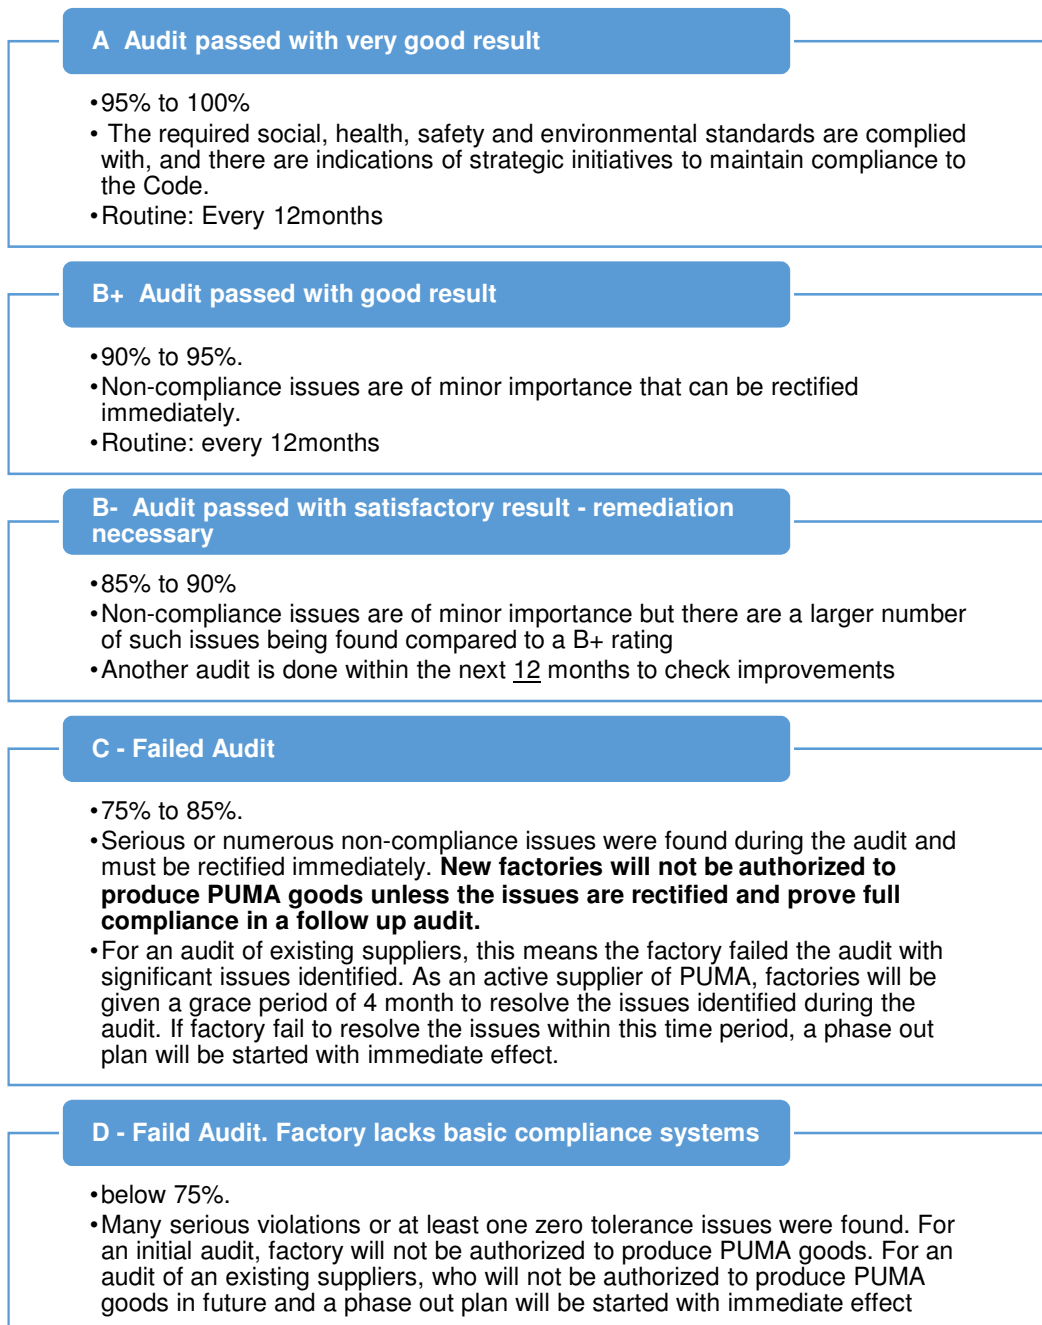 A  Audit passed with very good result
•95% to 100%
• The required social, health, safety and environmental standards are complied
with, and there are indications of strategic initiatives to maintain compliance to
the Code.
•Routine: Every 12months
B+  Audit passed with good result
•90% to 95%.
•Non-compliance issues are of minor importance that can be rectified
immediately.
•Routine: every 12months
B-  Audit passed with satisfactory result - remediation
necessary
•85% to 90%
•Non-compliance issues are of minor importance but there are a larger number
of such issues being found compared to a B+ rating
•Another audit is done within the next 12 months to check improvements
C - Failed Audit
•75% to 85%.
•Serious or numerous non-compliance issues were found during the audit and
must be rectified immediately. New factories will not be authorized to
produce PUMA goods unless the issues are rectified and prove full
compliance in a follow up audit.
•For an audit of existing suppliers, this means the factory failed the audit with
significant issues identified. As an active supplier of PUMA, factories will be
given a grace period of 4 month to resolve the issues identified during the
audit. If factory fail to resolve the issues within this time period, a phase out
plan will be started with immediate effect.
D - Faild Audit. Factory lacks basic compliance systems
•below 75%.
•Many serious violations or at least one zero tolerance issues were found. For
an initial audit, factory will not be authorized to produce PUMA goods. For an
audit of an existing suppliers, who will not be authorized to produce PUMA
goods in future and a phase out plan will be started with immediate effect